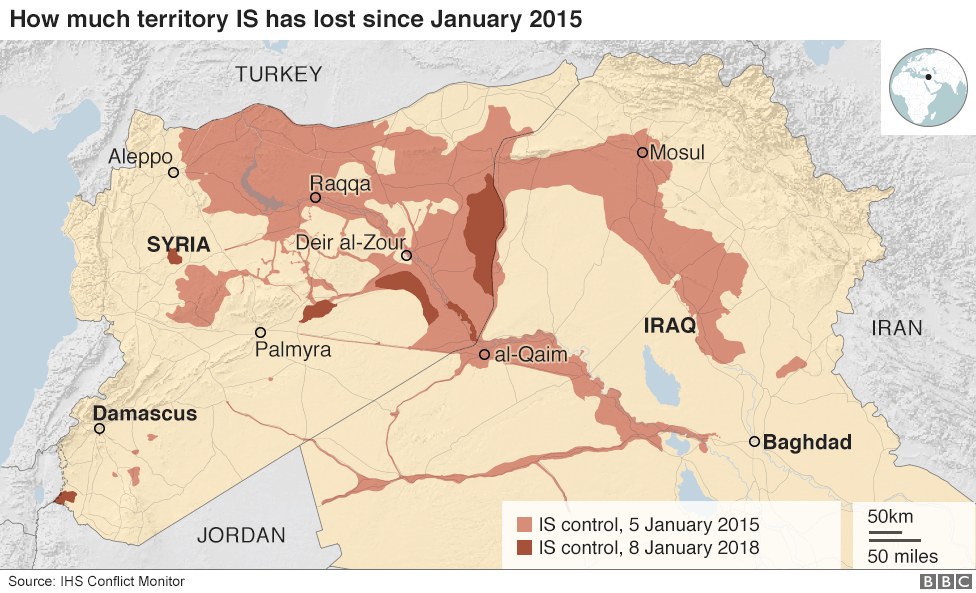 How much territory IS has lost since January 2015
TURKEY
Aleppo
Mosul
Raqqa
SYRIA
Deir al-Zour
IRAQ
IRAN
Palmyra
al-Qaim
Damascus
Baghdad
JORDAN
IS control, 5 January 2015
IS control, 8 January 2018
50km
50 miles
Source: IHS Conflict Monitor
BBC